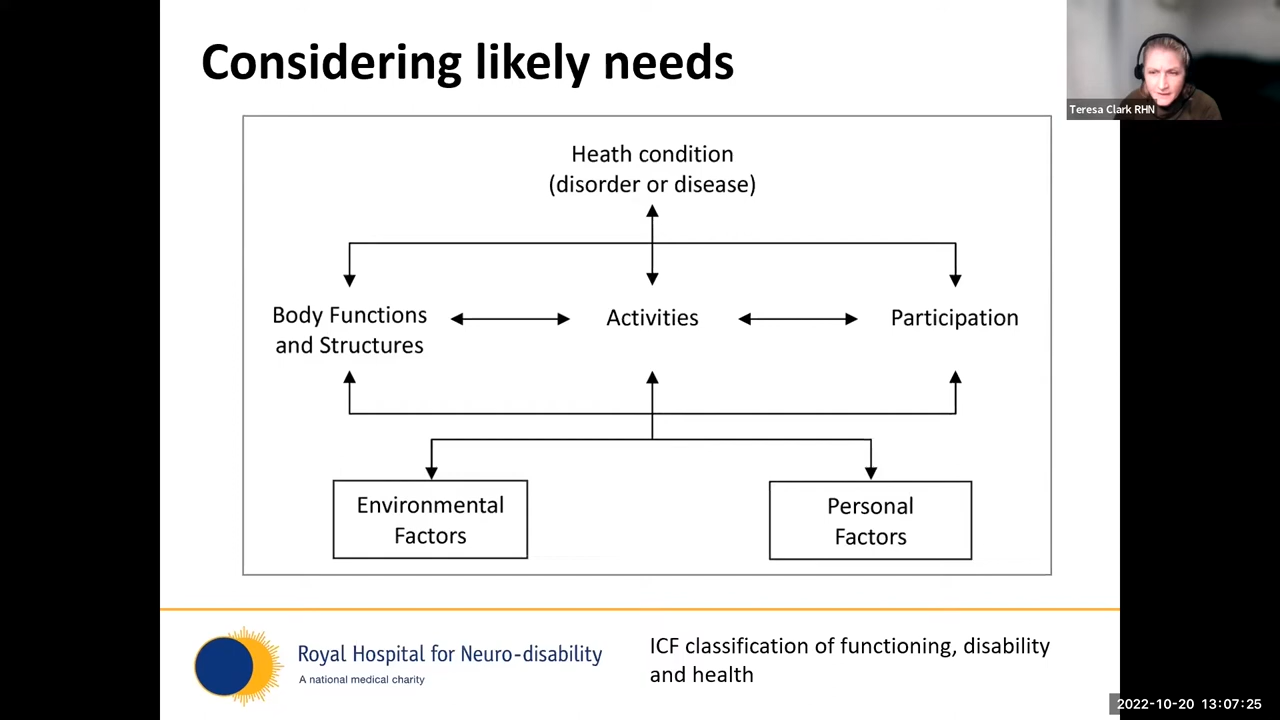 Considering likely needs
Teresa Clark RHN
Heath condition
(disorder or disease)
Body Functions
and Structures
Activities
Participation
Environmental
Factors
Personal
Factors
Royal Hospital for Neuro-disability
A national medical charity
ICF classification of functioning, disability
and health
2022-10-20 13:07:25